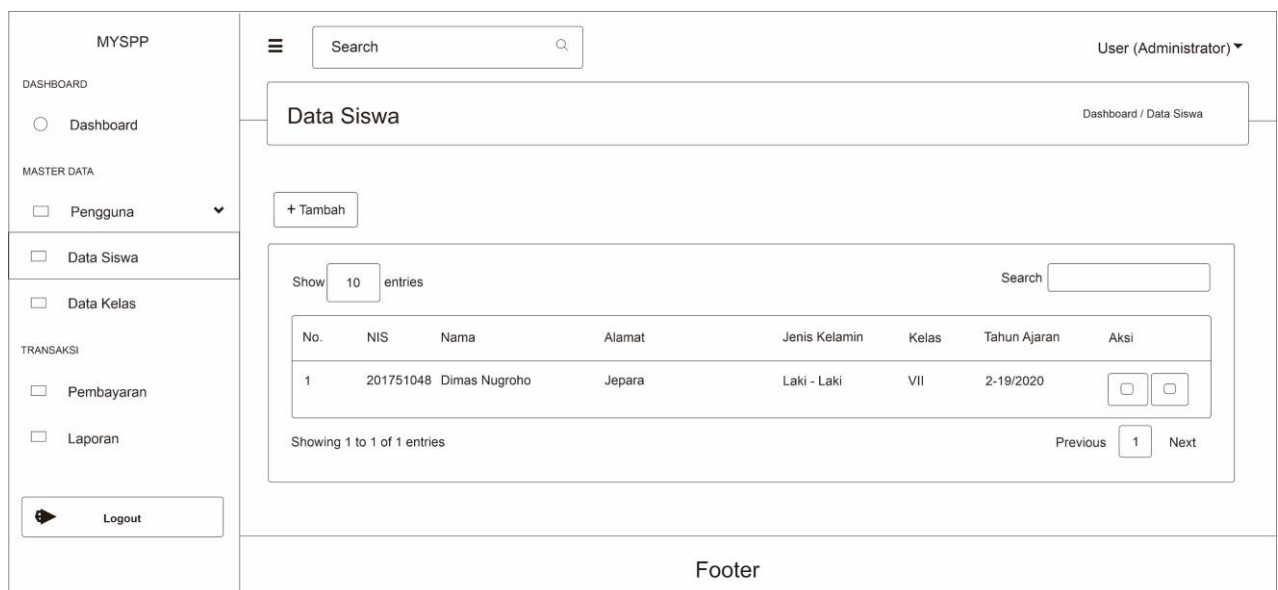 MYSPP
DASHBOARD
Dashboard
MASTER DATA
Pengguna
Data Siswa
Data Kelas
TRANSAKSI
Pembayaran
Laporan
Logout
Search
User (Administrator)
Data Siswa
Dashboard / Data Siswa
+ Tambah
Show 10 entries
Search
No. NIS Nama Alamat Jenis Kelamin Kelas Tahun Ajaran Aksi
1 201751048 Dimas Nugroho Jepara Laki - Laki VII 2-19/2020
Showing 1 to 1 of 1 entries
Previous 1 Next
Footer